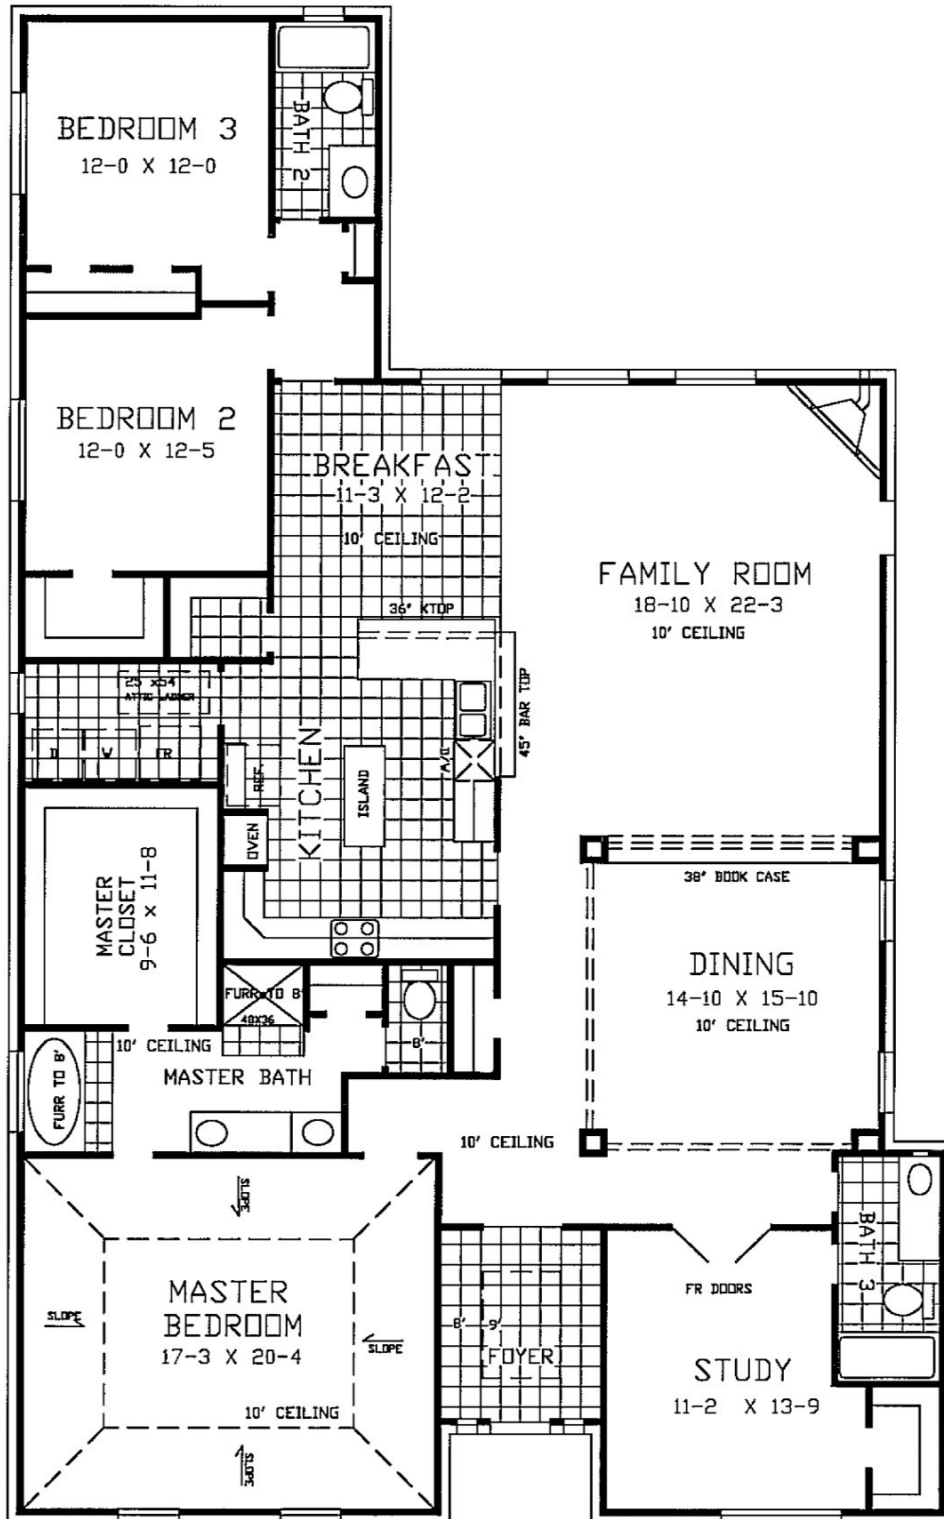 BEDROOM 3
12-0 X 12-0
BATH 2
BEDROOM 2
12-0 X 12-5
BREAKFAST
11-3 X 12-2
10' CEILING
FAMILY ROOM
18-10 X 22-3
10' CEILING
36" KTOP
45" BAR TOP
25 x54
ATTIC LADDER
D
W
FR
REF.
KITCHEN
ISLAND
A/D
OVEN
MASTER
CLOSET
9-6 x 11-8
38" BOOK CASE
DINING
14-10 X 15-10
10' CEILING
FURR TO 8'
48X36
8'
10' CEILING
MASTER BATH
FURR TO 8'
10' CEILING
SLOPE
MASTER
BEDROOM
17-3 X 20-4
SLOPE
SLOPE
10' CEILING
SLOPE
8'
9'
FOYER
FR DOORS
BATH 3
STUDY
11-2 X 13-9